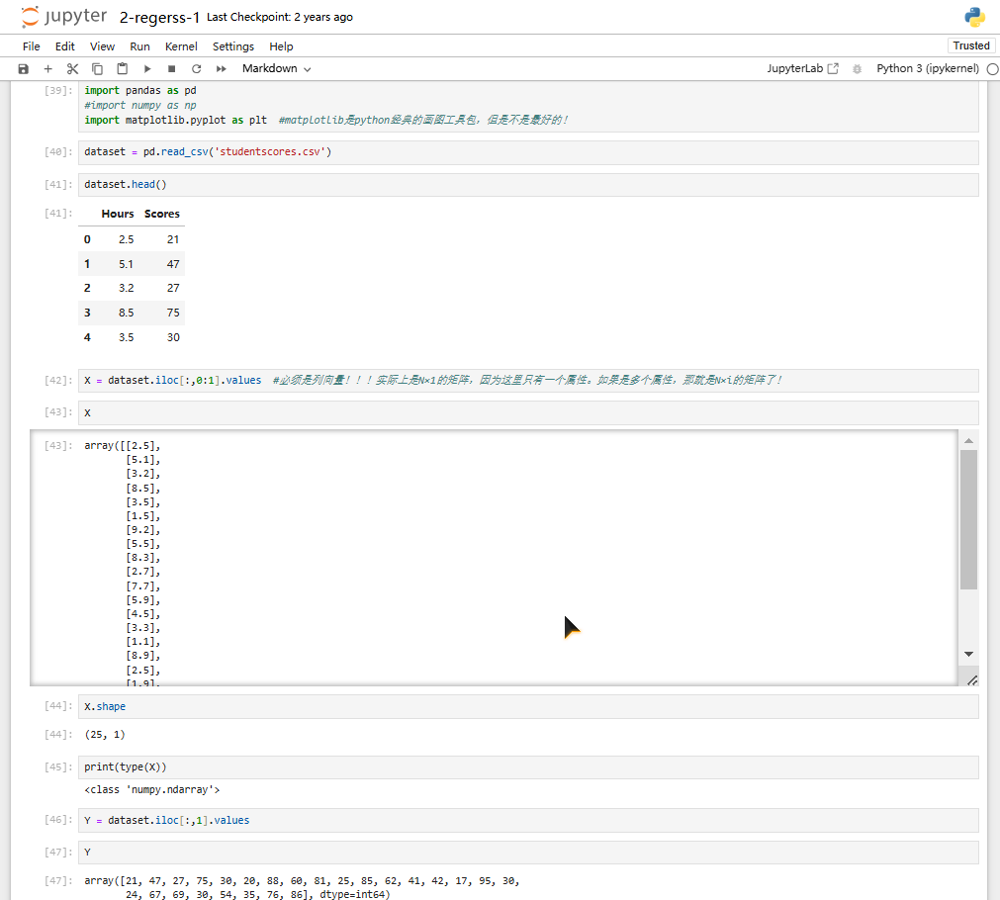 jupyter 2-regerss-1 Last Checkpoint: 2 years ago
File Edit View Run Kernel Settings Help Trusted
Markdown JupyterLab Python 3 (ipykernel)
[39]: import pandas as pd
#import numpy as np
import matplotlib.pyplot as plt #matplotlib是python经典的画图工具包，但是不是最好的！
[40]: dataset = pd.read_csv('studentscores.csv')
[41]: dataset.head()
[41]: Hours Scores
0 2.5 21
1 5.1 47
2 3.2 27
3 8.5 75
4 3.5 30
[42]: X = dataset.iloc[:,0:1].values #必须是列向量！！！实际上是N×1的矩阵，因为这里只有一个属性。如果是多个属性，那就是N×i的矩阵了！
[43]: X
[43]: array([[2.5],
[5.1],
[3.2],
[8.5],
[3.5],
[1.5],
[9.2],
[5.5],
[8.3],
[2.7],
[7.7],
[5.9],
[4.5],
[3.3],
[1.1],
[8.9],
[2.5],
[1.9],
[44]: X.shape
[44]: (25, 1)
[45]: print(type(X))
<class 'numpy.ndarray'>
[46]: Y = dataset.iloc[:,1].values
[47]: Y
[47]: array([21, 47, 27, 75, 30, 20, 88, 60, 81, 25, 85, 62, 41, 42, 17, 95, 30,
24, 67, 69, 30, 54, 35, 76, 86], dtype=int64)